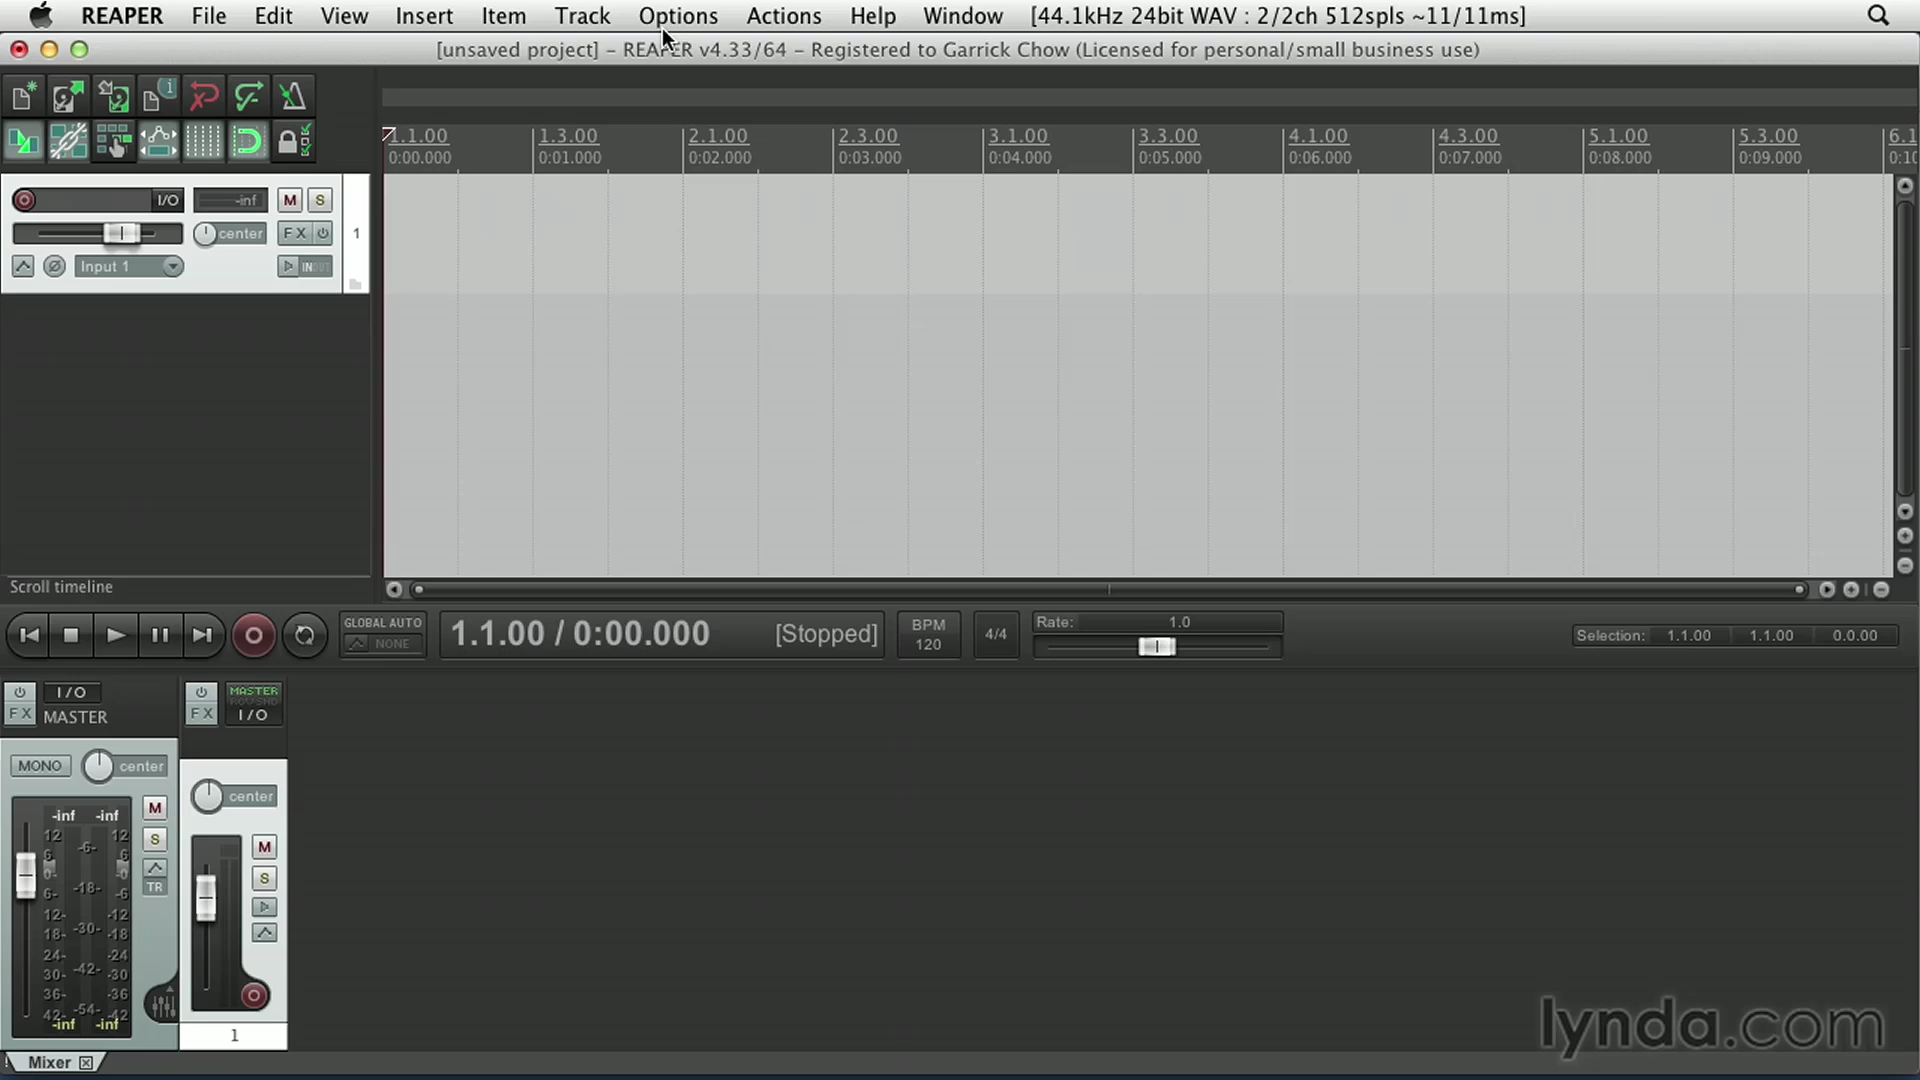 REAPER File Edit View Insert Item Track Options Actions Help Window [44.1kHz 24bit WAV : 2/2ch 512spls ~11/11ms]
[unsaved project] – REAPER v4.33/64 – Registered to Garrick Chow (Licensed for personal/small business use)
1.1.00 1.3.00 2.1.00 2.3.00 3.1.00 3.3.00 4.1.00 4.3.00 5.1.00 5.3.00 6.1
0:00.000 0:01.000 0:02.000 0:03.000 0:04.000 0:05.000 0:06.000 0:07.000 0:08.000 0:09.000 0:10
I/O -inf M S
center FX 1
Input 1 IN
Scroll timeline
GLOBAL AUTO
NONE
1.1.00 / 0:00.000 [Stopped]
BPM
120
4/4
Rate: 1.0
Selection: 1.1.00 1.1.00 0.0.00
I/O MASTER
FX MASTER FX I/O
MONO center
center
-inf -inf M
12 12
-6- S
6 6
0- -0
TR
6- -18- -6
12- -12
18- -30- -18
24- -24
30- -42- -30
36- -36
42- -54- -42
-inf -inf
M
S
1
Mixer
lynda.com